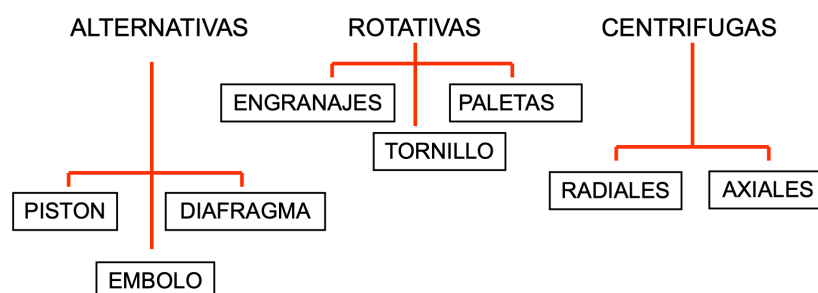 ALTERNATIVAS
ROTATIVAS
CENTRIFUGAS
ENGRANAJES
PALETAS
TORNILLO
RADIALES
AXIALES
PISTON
DIAFRAGMA
EMBOLO